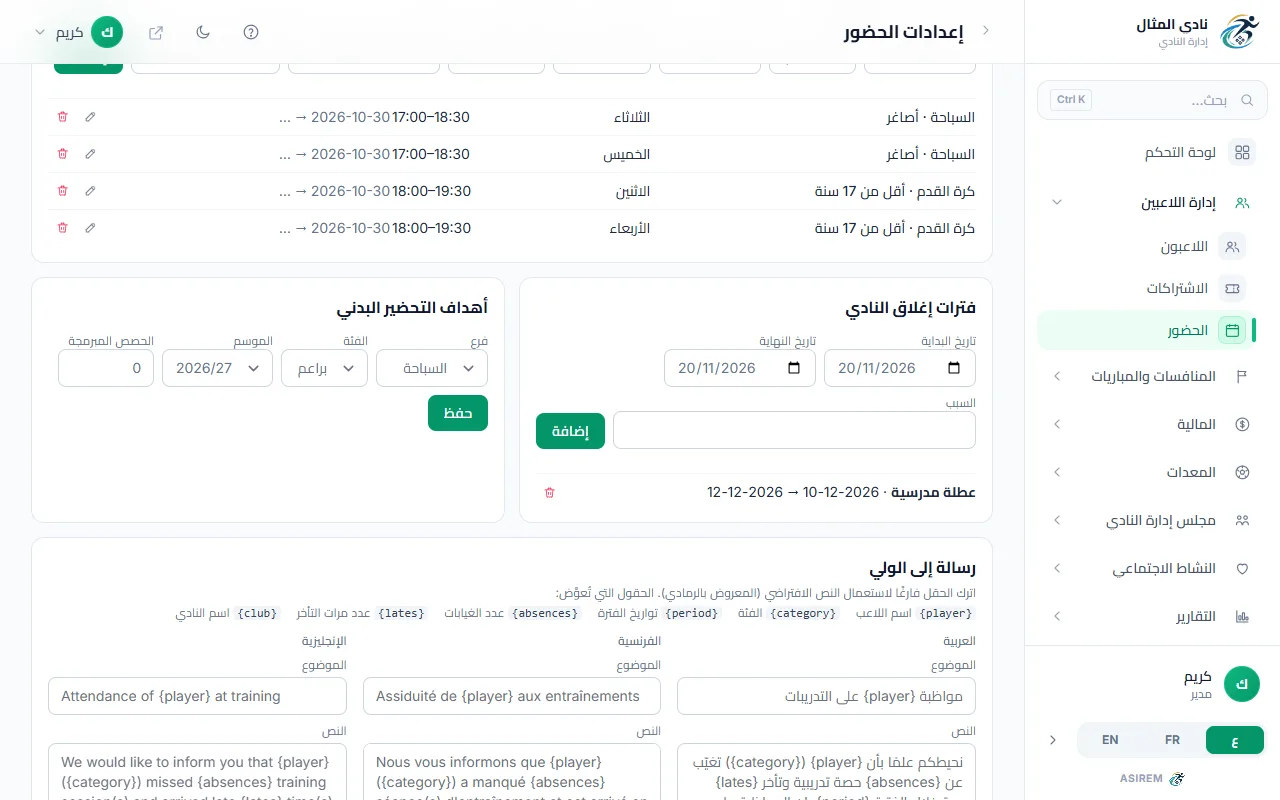 نادي المثال
إدارة النادي
بحث...
Ctrl K
لوحة التحكم
إدارة اللاعبين
اللاعبون
الاشتراكات
الحضور
المنافسات والمباريات
المالية
المعدات
مجلس إدارة النادي
النشاط الاجتماعي
التقارير
ك
كريم
مدير
ع
FR
EN
ASIREM
إعدادات الحضور
ك
كريم
السباحة · أصاغر
الثلاثاء
17:00–18:30
2026-10-30 → ...
السباحة · أصاغر
الخميس
17:00–18:30
2026-10-30 → ...
كرة القدم · أقل من 17 سنة
الاثنين
18:00–19:30
2026-10-30 → ...
كرة القدم · أقل من 17 سنة
الأربعاء
18:00–19:30
2026-10-30 → ...
فترات إغلاق النادي
تاريخ البداية
تاريخ النهاية
20/11/2026
20/11/2026
السبب
إضافة
عطلة مدرسية · 10-12-2026 → 12-12-2026
أهداف التحضير البدني
فرع
الفئة
الموسم
الحصص المبرمجة
السباحة
براعم
2026/27
0
حفظ
رسالة إلى الولي
اترك الحقل فارغًا لاستعمال النص الافتراضي (المعروض بالرمادي). الحقول التي تُعوَّض:
{player} اسم اللاعب {category} الفئة {period} تواريخ الفترة {absences} عدد الغيابات {lates} عدد مرات التأخر {club} اسم النادي
العربية
الموضوع
مواظبة {player} على التدريبات
النص
نحيطكم علمًا بأن {player} ({category}) تغيّب
عن {absences} حصة تدريبية وتأخر {lates}
الفرنسية
الموضوع
Assiduité de {player} aux entraînements
النص
Nous vous informons que {player}
({category}) a manqué {absences}
الإنجليزية
الموضوع
Attendance of {player} at training
النص
We would like to inform you that {player}
({category}) missed {absences} training